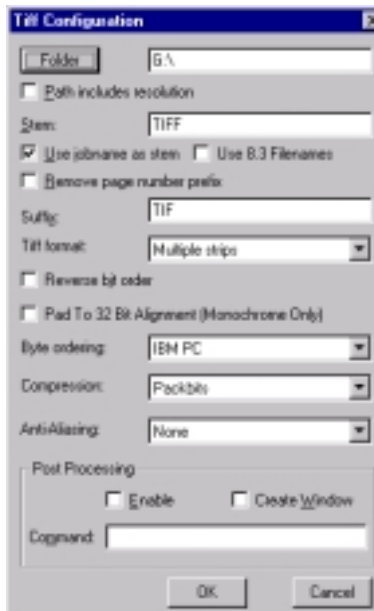 Tiff Configuration
Folder G:\
Path includes resolution
Stem: TIFF
Use jobname as stem Use 8.3 Filenames
Remove page number prefix
Suffix: TIF
Tiff format: Multiple strips
Reverse bit order
Pad To 32 Bit Alignment (Monochrome Only)
Byte ordering: IBM PC
Compression: Packbits
Anti-Aliasing: None
Post Processing
Enable Create Window
Command:
OK Cancel